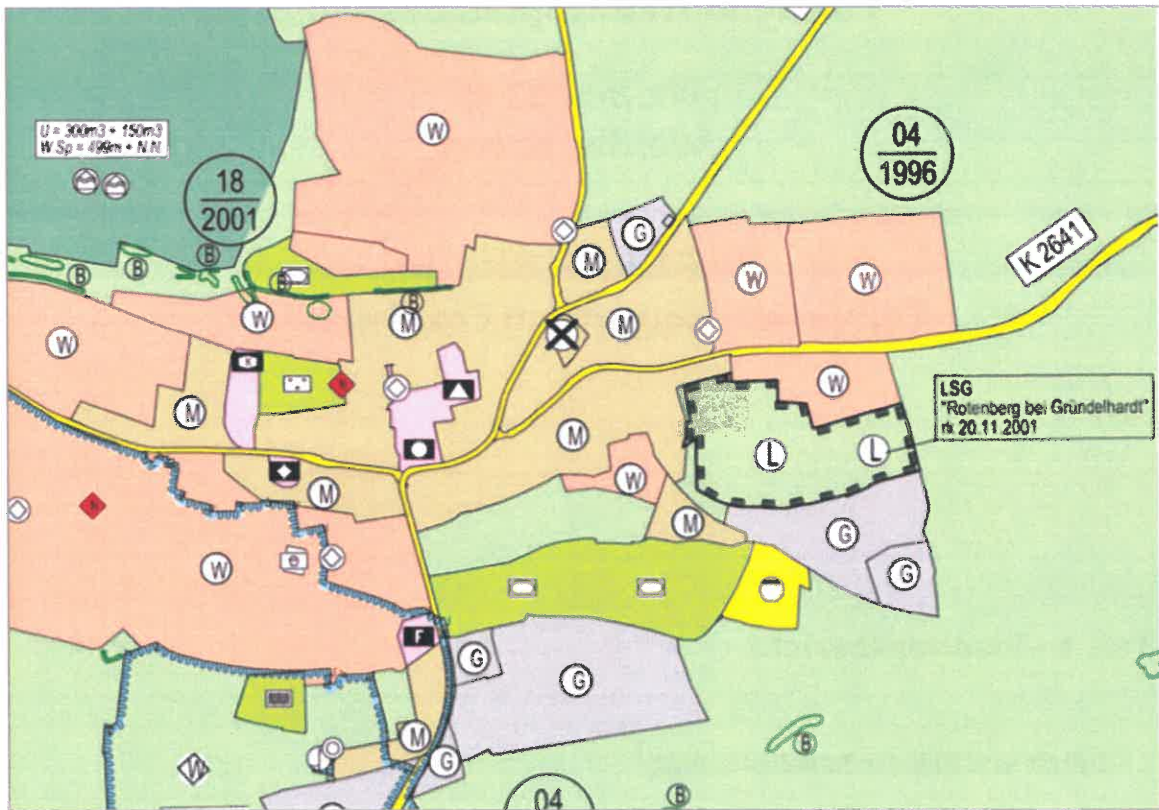 W
U = 300m3 + 150m3
W Sp = 499m + N.N.
04
1996
18
2001
G
M
K 2641
B
B
B
B
B
W
W
W
M
M
W
K
N
W
LSG
"Rotenberg bei Gründelhardt"
rk 20.11.2001
M
M
L
L
W
M
M
N
G
W
G
F
G
G
M
B
W
G
04
B